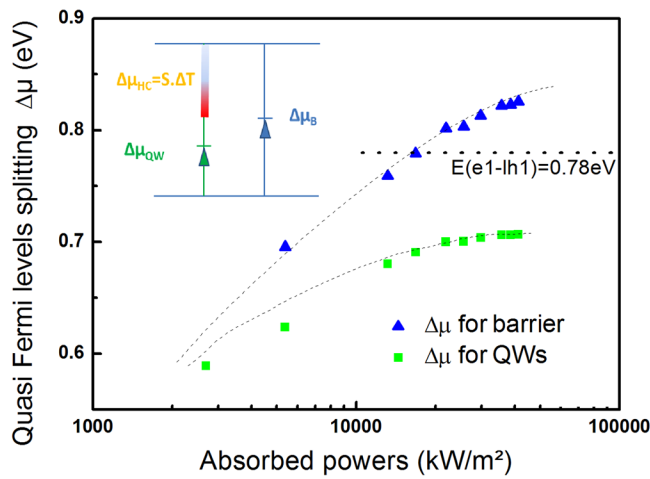 Quasi Fermi levels splitting Δμ (eV)
0.9
0.8
0.7
0.6
Δμ_HC=S.ΔT
Δμ_QW
Δμ_B
E(e1-lh1)=0.78eV
Δμ for barrier
Δμ for QWs
1000
10000
100000
Absorbed powers (kW/m²)